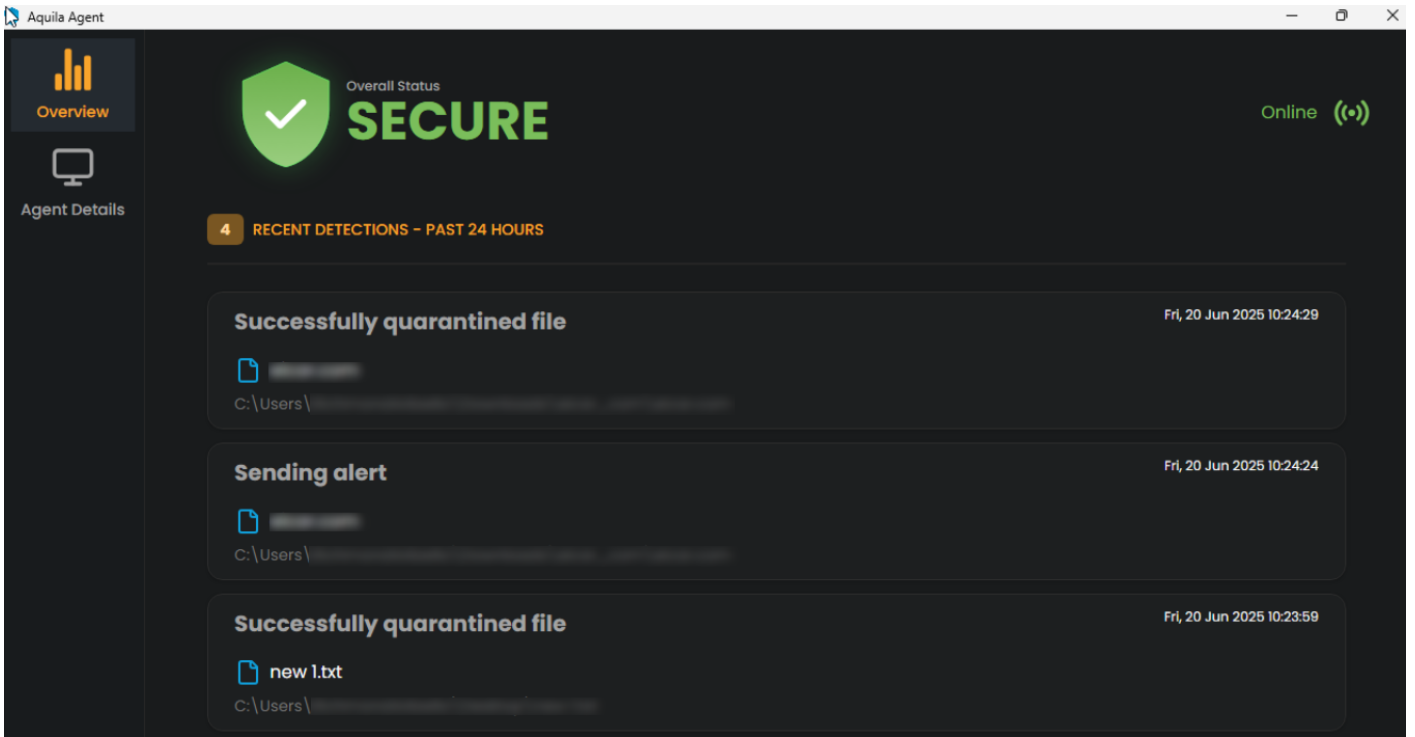 Aquila Agent
Overview
Agent Details
Overall Status
SECURE
Online
4 RECENT DETECTIONS - PAST 24 HOURS
Successfully quarantined file
Fri, 20 Jun 2025 10:24:29
C:\Users\
Sending alert
Fri, 20 Jun 2025 10:24:24
C:\Users\
Successfully quarantined file
Fri, 20 Jun 2025 10:23:59
new 1.txt
C:\Users\